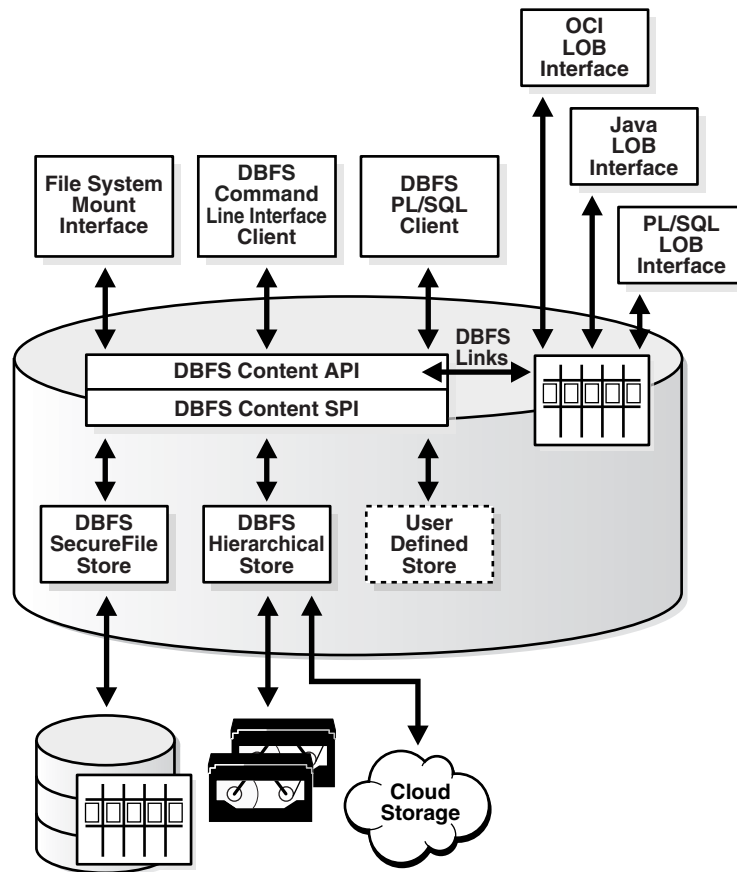 OCI
LOB
Interface
Java
LOB
Interface
File System
Mount
Interface
DBFS
Command
Line Interface
Client
DBFS
PL/SQL
Client
PL/SQL
LOB
Interface
DBFS
Links
DBFS Content API
DBFS Content SPI
DBFS
SecureFile
Store
DBFS
Hierarchical
Store
User
Defined
Store
Cloud
Storage